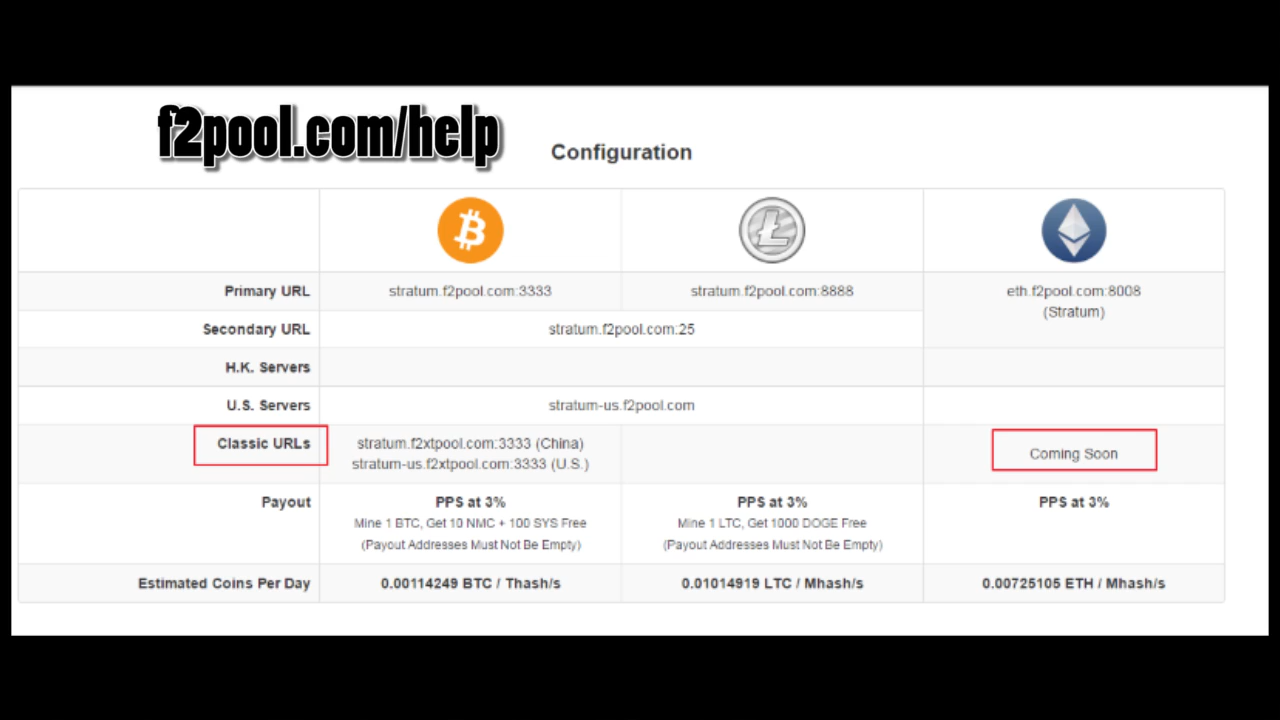 f2pool.com/help
Configuration
Primary URL stratum.f2pool.com:3333 stratum.f2pool.com:8888 eth.f2pool.com:8008
(Stratum)
Secondary URL stratum.f2pool.com:25
H.K. Servers
U.S. Servers stratum-us.f2pool.com
Classic URLs stratum.f2xtpool.com:3333 (China)
stratum-us.f2xtpool.com:3333 (U.S.)
Coming Soon
Payout PPS at 3% PPS at 3% PPS at 3%
Mine 1 BTC, Get 10 NMC + 100 SYS Free Mine 1 LTC, Get 1000 DOGE Free
(Payout Addresses Must Not Be Empty) (Payout Addresses Must Not Be Empty)
Estimated Coins Per Day 0.00114249 BTC / Thash/s 0.01014919 LTC / Mhash/s 0.00725105 ETH / Mhash/s